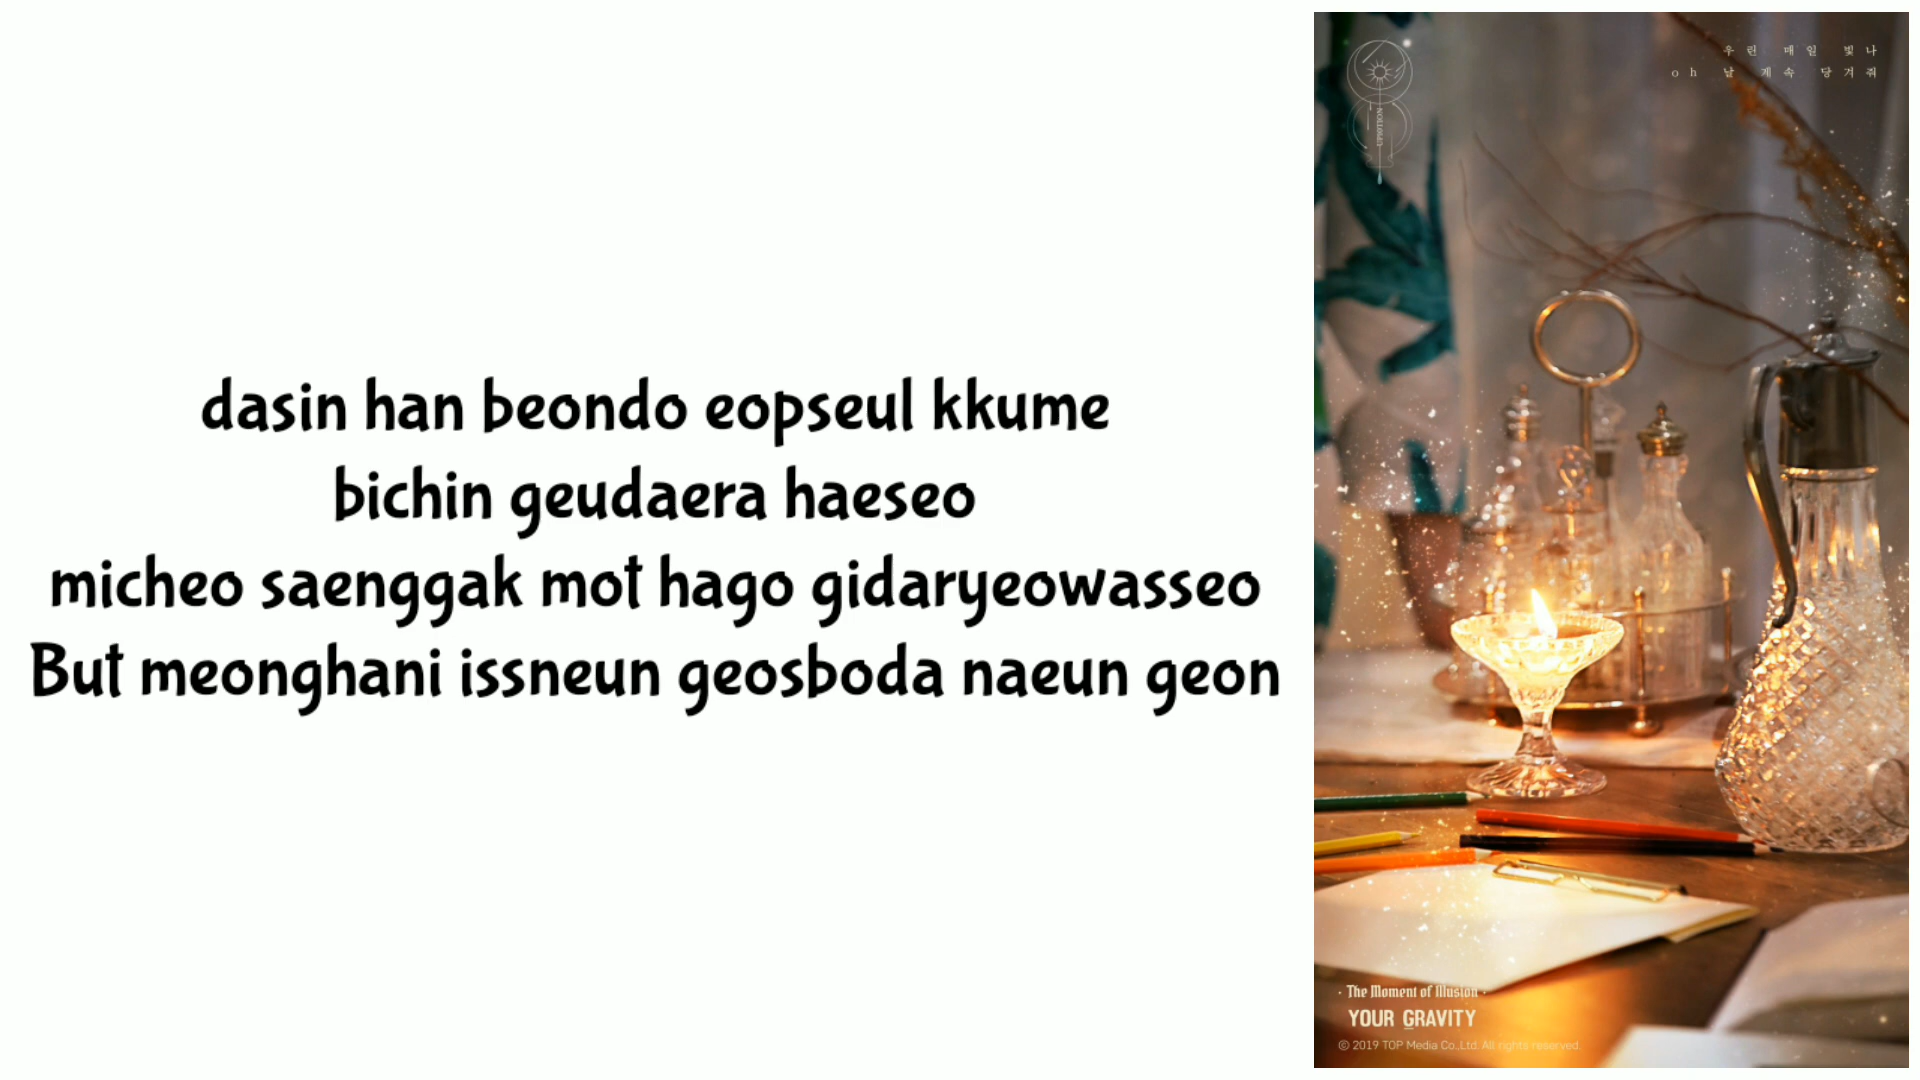 dasin han beondo eopseul kkume
bichin geudaera haeseo
micheo saenggak mot hago gidaryeowasseo
But meonghani issneun geosboda naeun geon
우린 매일 빛나
oh 날 계속 당겨줘
UP10TION
· The Moment of Illusion ·
YOUR GRAVITY
© 2019 TOP Media Co.,Ltd. All rights reserved.